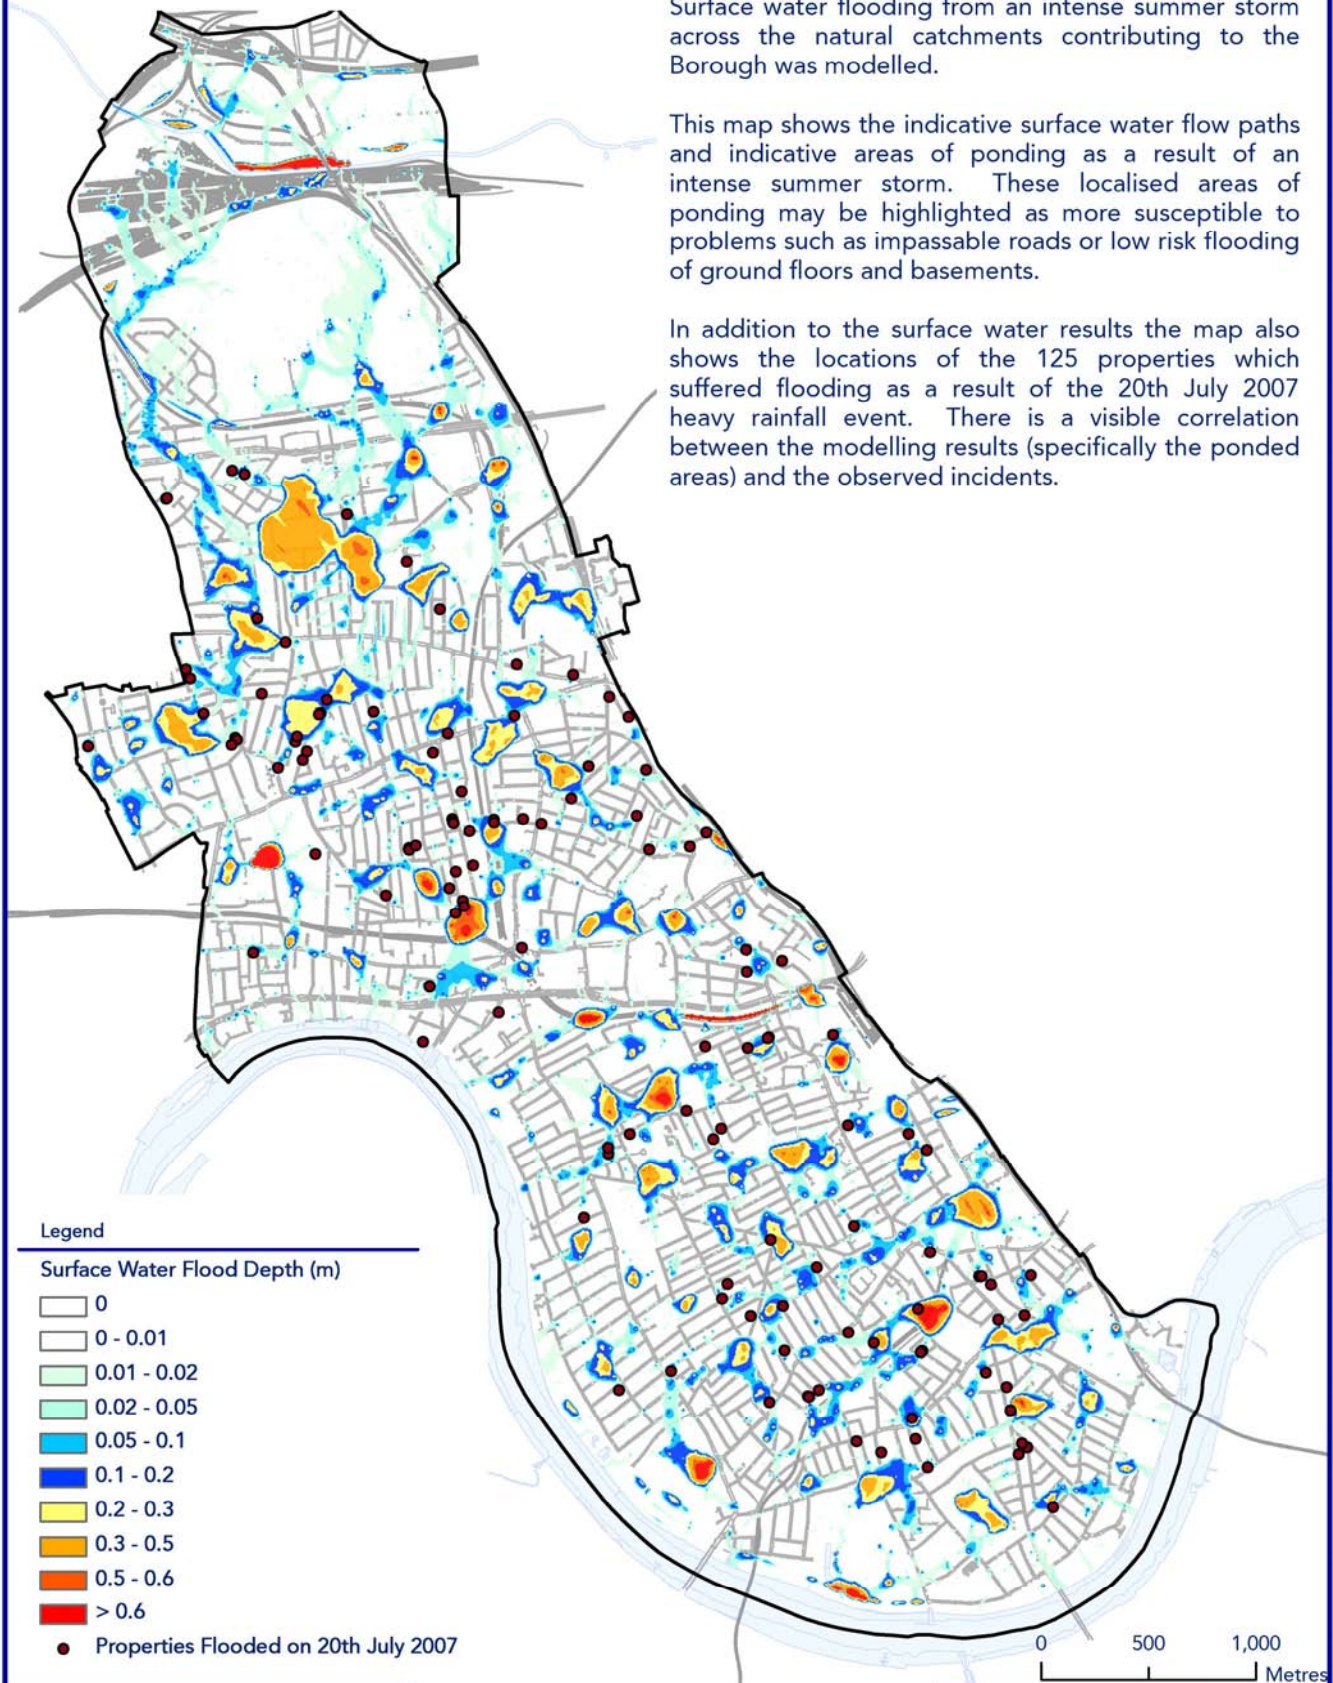 Surface water flooding from an intense summer storm
across the natural catchments contributing to the
Borough was modelled.
This map shows the indicative surface water flow paths
and indicative areas of ponding as a result of an
intense summer storm. These localised areas of
ponding may be highlighted as more susceptible to
problems such as impassable roads or low risk flooding
of ground floors and basements.
In addition to the surface water results the map also
shows the locations of the 125 properties which
suffered flooding as a result of the 20th July 2007
heavy rainfall event. There is a visible correlation
between the modelling results (specifically the ponded
areas) and the observed incidents.
Legend
Surface Water Flood Depth (m)
0
0 - 0.01
0.01 - 0.02
0.02 - 0.05
0.05 - 0.1
0.1 - 0.2
0.2 - 0.3
0.3 - 0.5
0.5 - 0.6
> 0.6
Properties Flooded on 20th July 2007
0 500 1,000
Metres